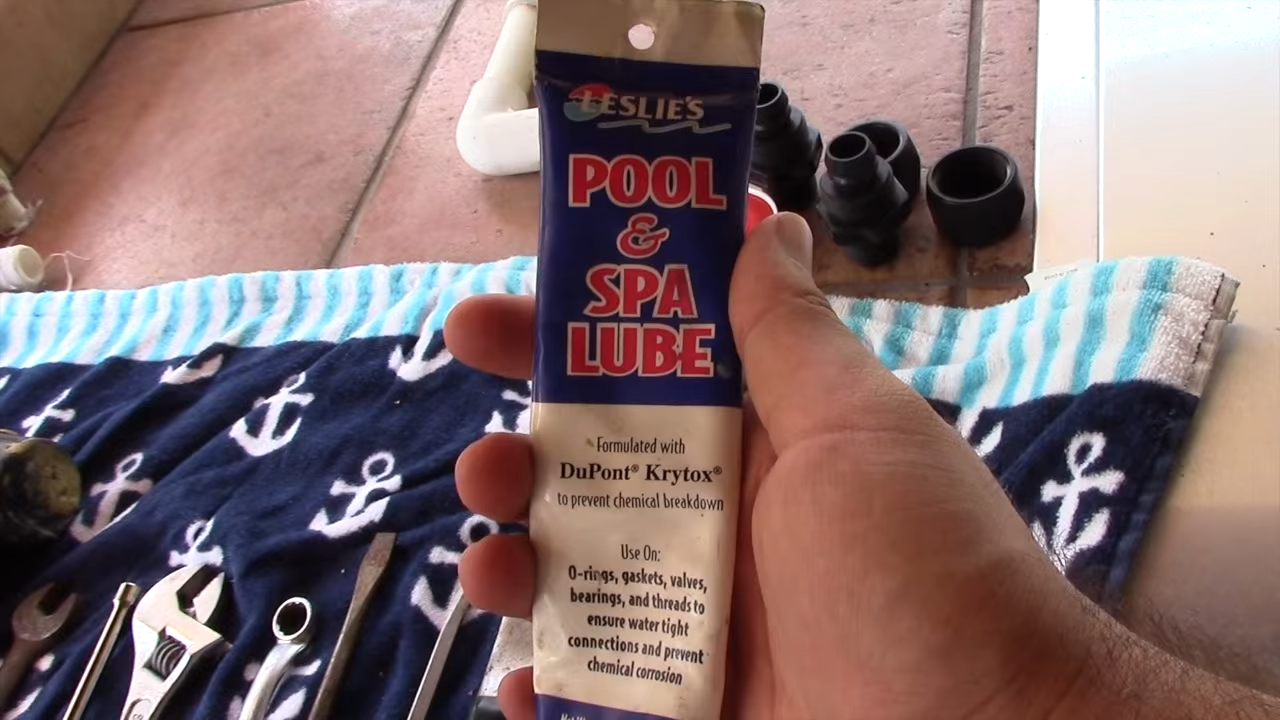 LESLIE'S
POOL
&
SPA
LUBE
Formulated with
DuPont® Krytox®
to prevent chemical breakdown
Use On:
O-rings, gaskets, valves,
bearings, and threads to
ensure water tight
connections and prevent
chemical corrosion